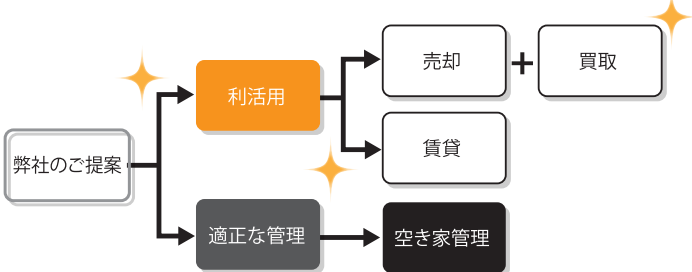 弊社のご提案
利活用
売却
+
買取
賃貸
適正な管理
空き家管理